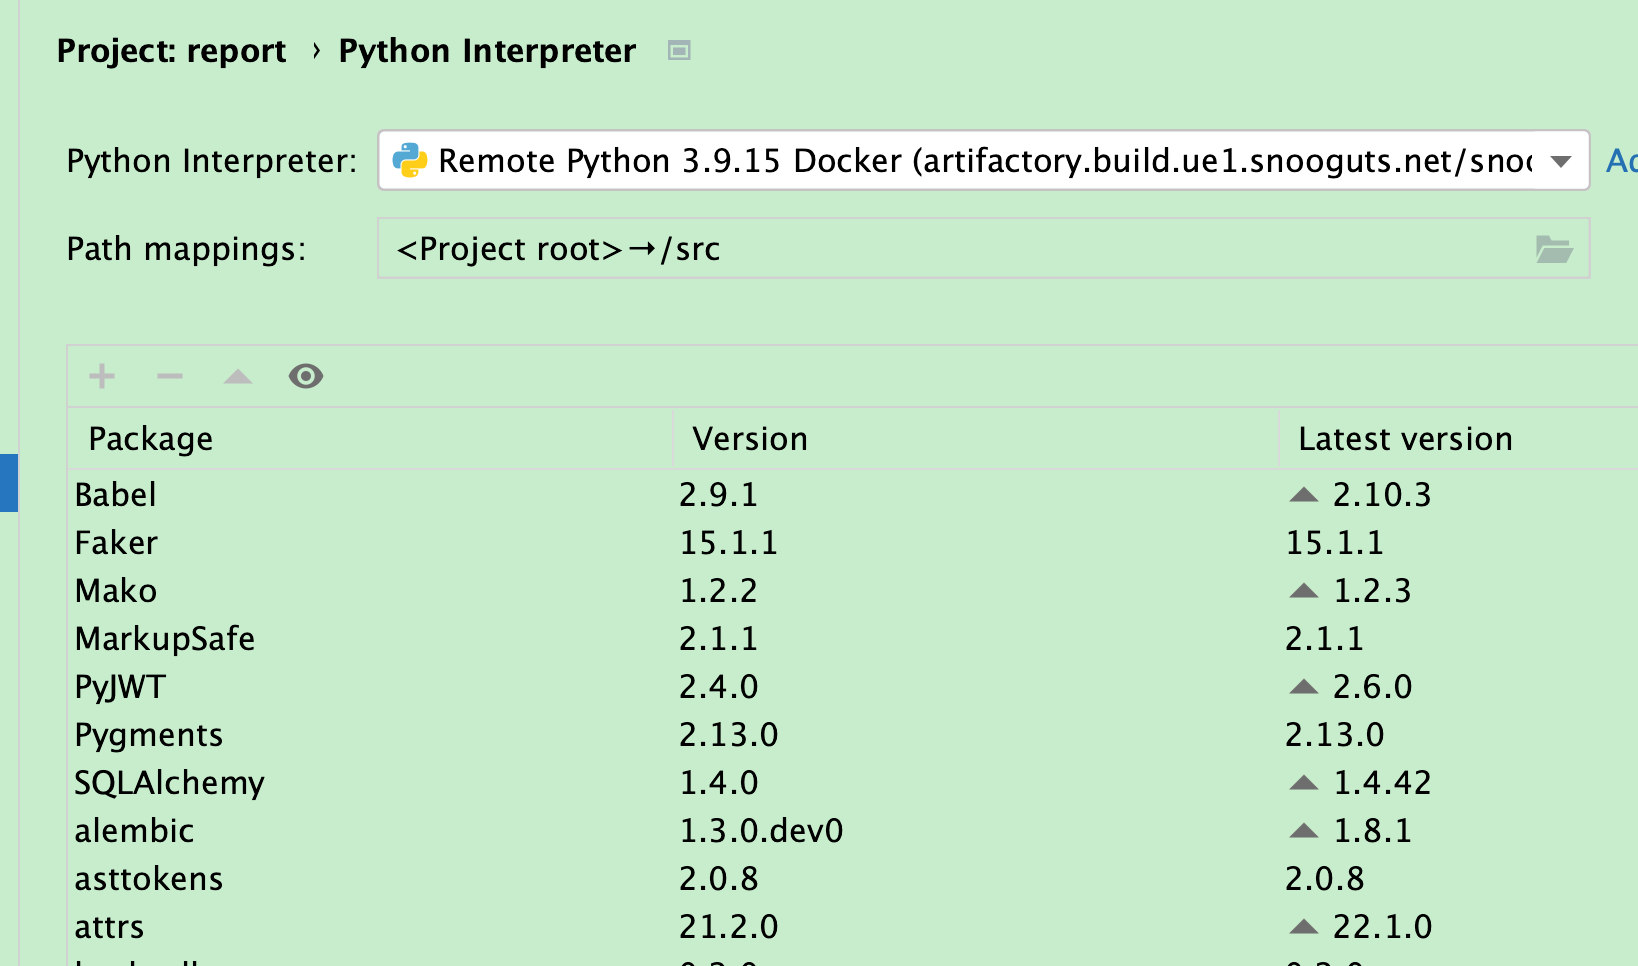 Project: report › Python Interpreter
Python Interpreter: Remote Python 3.9.15 Docker (artifactory.build.ue1.snooguts.net/snoo
Path mappings: <Project root>→/src
Package Version Latest version
Babel 2.9.1 2.10.3
Faker 15.1.1 15.1.1
Mako 1.2.2 1.2.3
MarkupSafe 2.1.1 2.1.1
PyJWT 2.4.0 2.6.0
Pygments 2.13.0 2.13.0
SQLAlchemy 1.4.0 1.4.42
alembic 1.3.0.dev0 1.8.1
asttokens 2.0.8 2.0.8
attrs 21.2.0 22.1.0